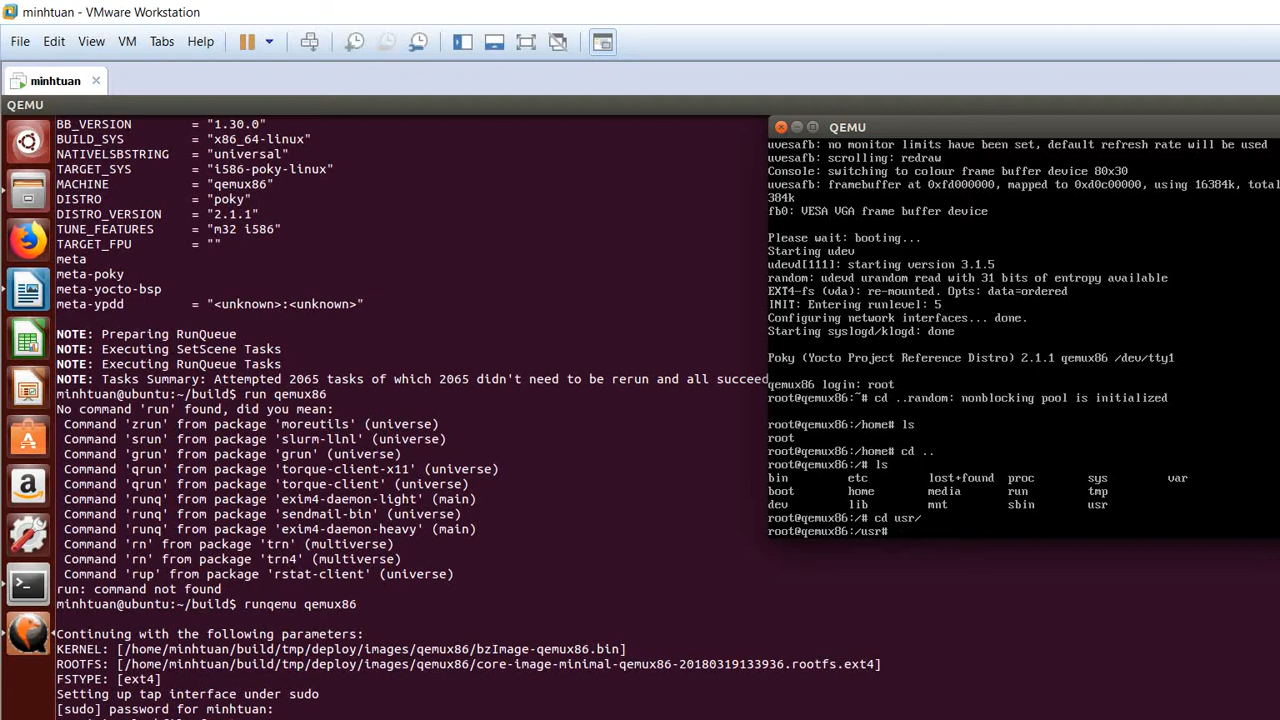 minhtuan - VMware Workstation
File Edit View VM Tabs Help
minhtuan
QEMU
BB_VERSION = "1.30.0"
BUILD_SYS = "x86_64-linux"
NATIVELSBSTRING = "universal"
TARGET_SYS = "i586-poky-linux"
MACHINE = "qemux86"
DISTRO = "poky"
DISTRO_VERSION = "2.1.1"
TUNE_FEATURES = "m32 i586"
TARGET_FPU = ""
meta
meta-poky
meta-yocto-bsp
meta-ypdd = "<unknown>:<unknown>"
NOTE: Preparing RunQueue
NOTE: Executing SetScene Tasks
NOTE: Executing RunQueue Tasks
NOTE: Tasks Summary: Attempted 2065 tasks of which 2065 didn't need to be rerun and all succeed
minhtuan@ubuntu:~/build$ run qemux86
No command 'run' found, did you mean:
Command 'zrun' from package 'moreutils' (universe)
Command 'srun' from package 'slurm-llnl' (universe)
Command 'grun' from package 'grun' (universe)
Command 'qrun' from package 'torque-client-x11' (universe)
Command 'qrun' from package 'torque-client' (universe)
Command 'runq' from package 'exim4-daemon-light' (main)
Command 'runq' from package 'sendmail-bin' (universe)
Command 'runq' from package 'exim4-daemon-heavy' (main)
Command 'rn' from package 'trn' (multiverse)
Command 'rn' from package 'trn4' (multiverse)
Command 'rup' from package 'rstat-client' (universe)
run: command not found
minhtuan@ubuntu:~/build$ runqemu qemux86
Continuing with the following parameters:
KERNEL: [/home/minhtuan/build/tmp/deploy/images/qemux86/bzImage-qemux86.bin]
ROOTFS: [/home/minhtuan/build/tmp/deploy/images/qemux86/core-image-minimal-qemux86-20180319133936.rootfs.ext4]
FSTYPE: [ext4]
Setting up tap interface under sudo
[sudo] password for minhtuan:
QEMU
uvesafb: no monitor limits have been set, default refresh rate will be used
uvesafb: scrolling: redraw
Console: switching to colour frame buffer device 80x30
uvesafb: framebuffer at 0xfd000000, mapped to 0xd0c00000, using 16384k, total
384k
fb0: VESA VGA frame buffer device
Please wait: booting...
Starting udev
udevd[111]: starting version 3.1.5
random: udevd urandom read with 31 bits of entropy available
EXT4-fs (vda): re-mounted. Opts: data=ordered
INIT: Entering runlevel: 5
Configuring network interfaces... done.
Starting syslogd/klogd: done
Poky (Yocto Project Reference Distro) 2.1.1 qemux86 /dev/tty1
qemux86 login: root
root@qemux86:~# cd ..random: nonblocking pool is initialized
root@qemux86:/home# ls
root
root@qemux86:/home# cd ..
root@qemux86:/# ls
bin etc lost+found proc sys var
boot home media run tmp
dev lib mnt sbin usr
root@qemux86:/# cd usr/
root@qemux86:/usr#